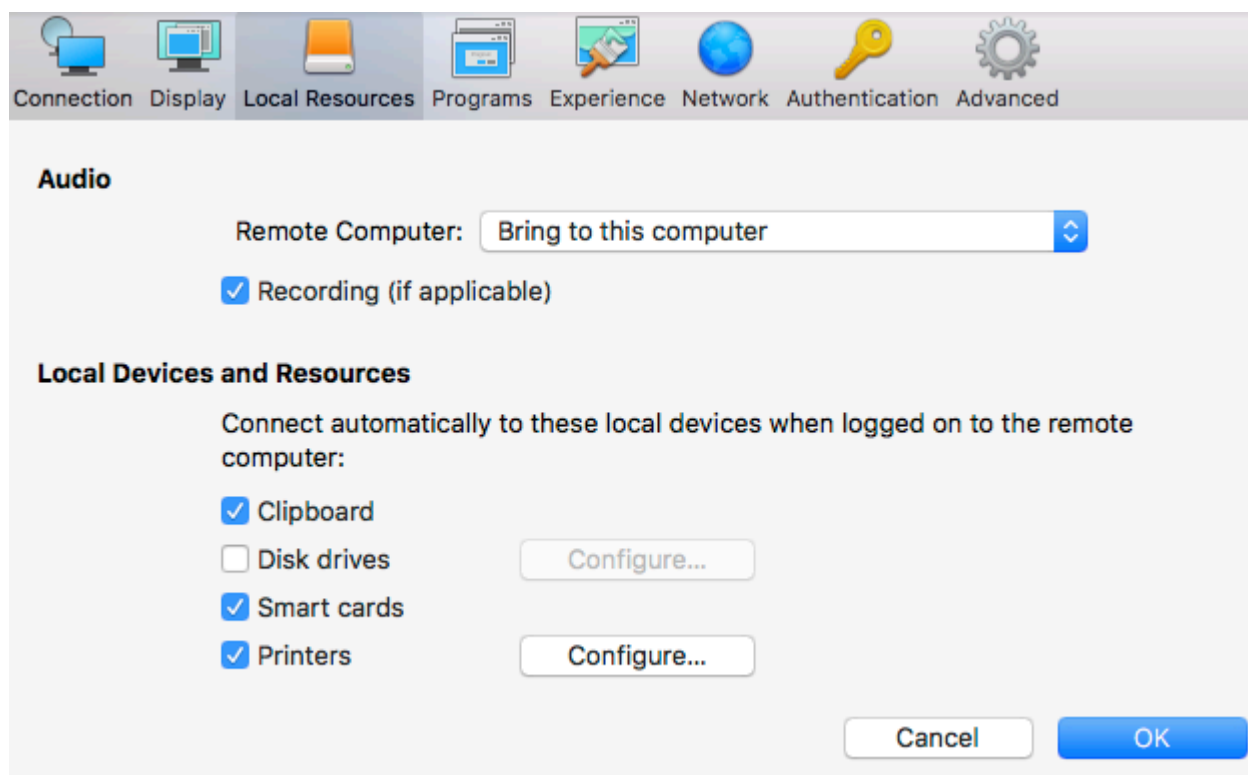 Connection Display Local Resources Programs Experience Network Authentication Advanced
Audio
Remote Computer: Bring to this computer
Recording (if applicable)
Local Devices and Resources
Connect automatically to these local devices when logged on to the remote
computer:
Clipboard
Disk drives Configure...
Smart cards
Printers Configure...
Cancel OK